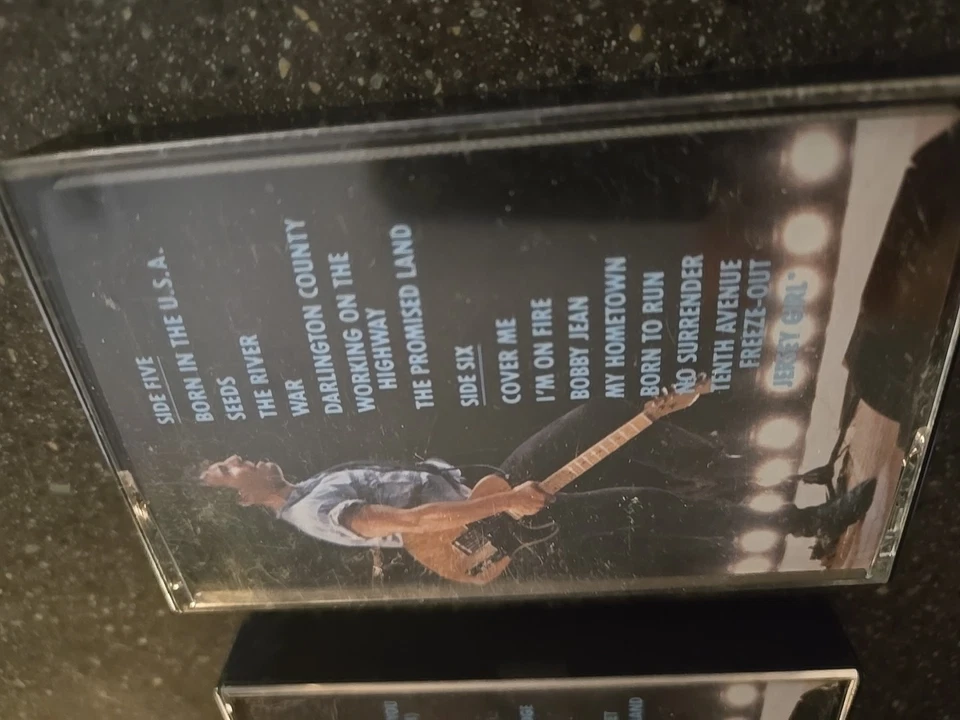 SIDE FIVE
BORN IN THE U.S.A.
SEEDS
THE RIVER
WAR
DARLINGTON COUNTY
WORKING ON THE
HIGHWAY
THE PROMISED LAND
SIDE SIX
COVER ME
I'M ON FIRE
BOBBY JEAN
MY HOMETOWN
BORN TO RUN
NO SURRENDER
TENTH AVENUE
FREEZE-OUT
JERSEY GIRL*
YOU